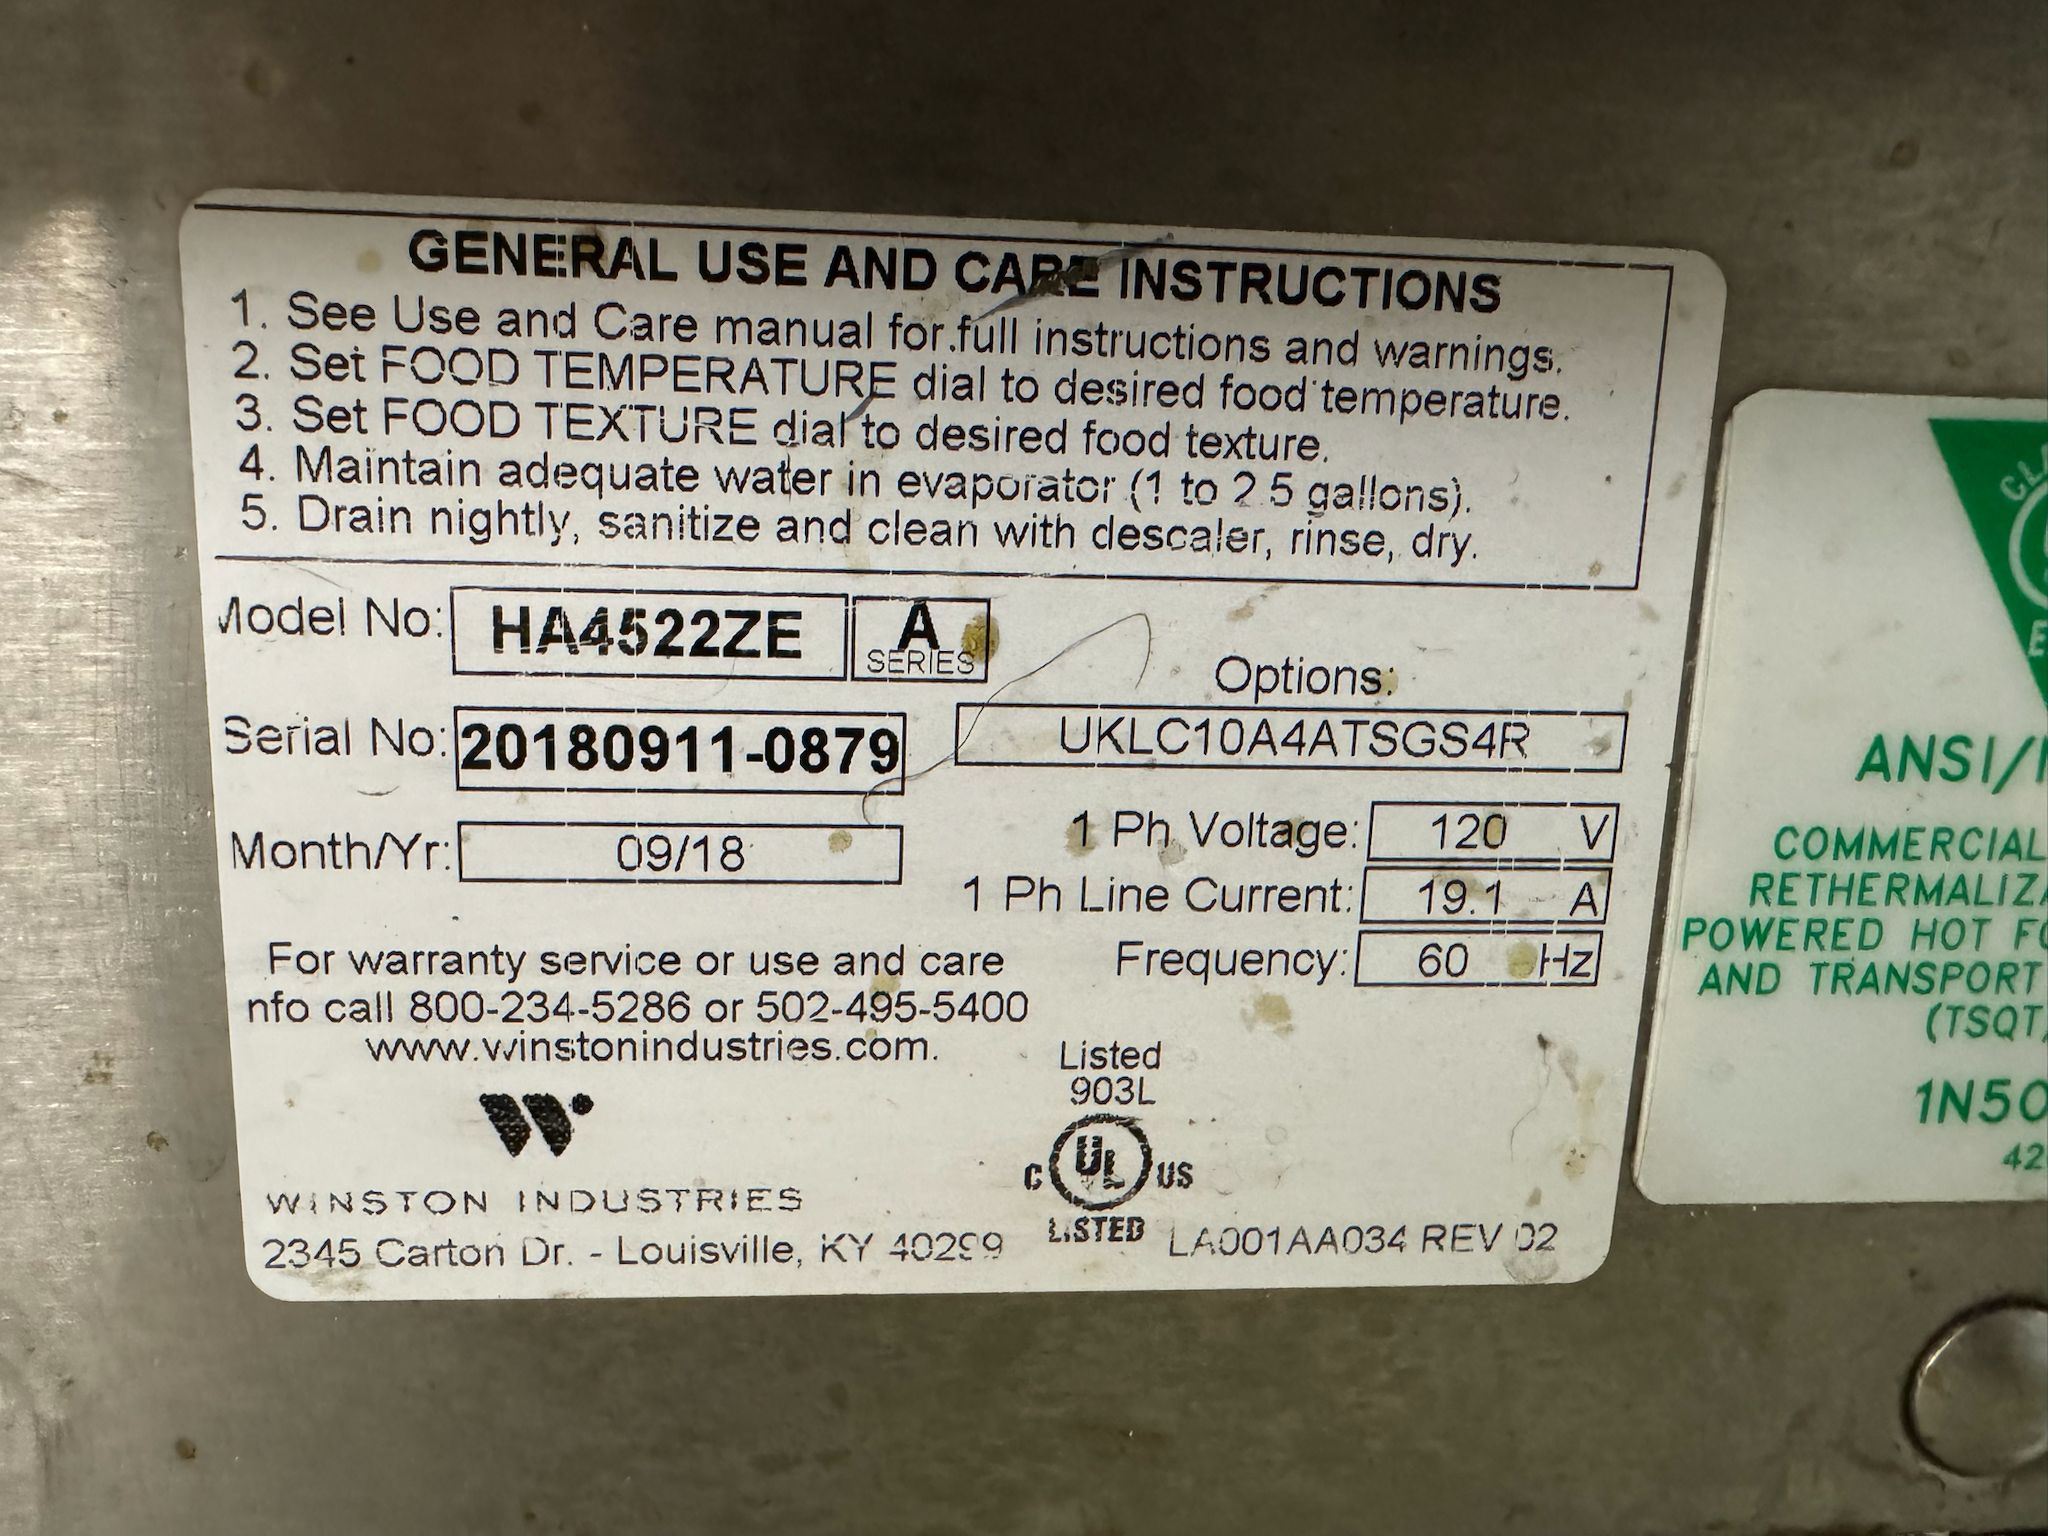 GENERAL USE AND CARE INSTRUCTIONS
1. See Use and Care manual for full instructions and warnings.
2. Set FOOD TEMPERATURE dial to desired food temperature.
3. Set FOOD TEXTURE dial to desired food texture.
4. Maintain adequate water in evaporator (1 to 2.5 gallons).
5. Drain nightly, sanitize and clean with descaler, rinse, dry.
Model No: HA4522ZE A SERIES
Options:
Serial No: 20180911-0879 UKLC10A4ATSGS4R
Month/Yr: 09/18
1 Ph Voltage: 120 V
1 Ph Line Current: 19.1 A
Frequency: 60 Hz
For warranty service or use and care
nfo call 800-234-5286 or 502-495-5400
www.winstonindustries.com.
W
WINSTON INDUSTRIES
2345 Carton Dr. - Louisville, KY 40299
Listed
903L
C UL US
LISTED
LA001AA034 REV 02
ANSI/
COMMERCIAL
RETHERMALIZA
POWERED HOT FO
AND TRANSPORT
(TSQT)
1N50
42